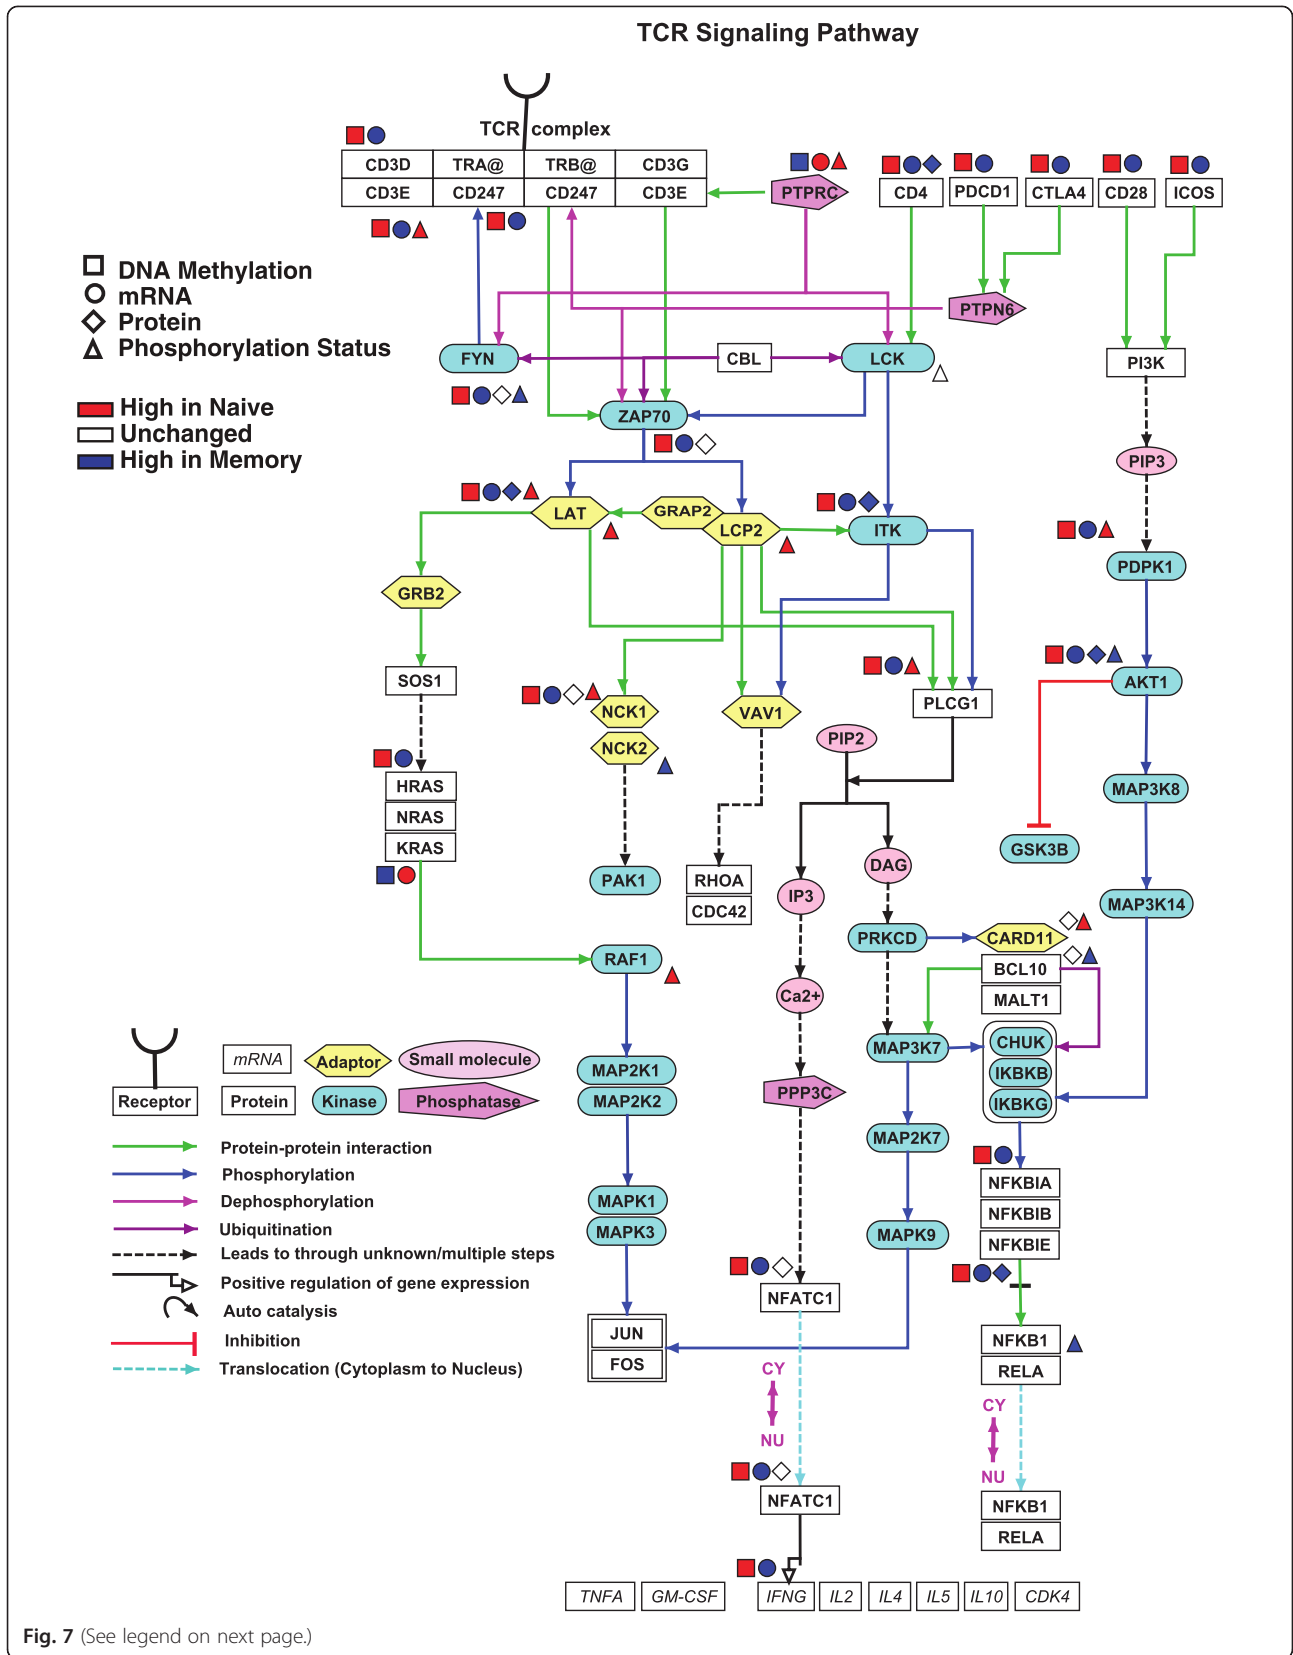 TCR Signaling Pathway
TCR complex
CD3D TRA@ TRB@ CD3G
CD3E CD247 CD247 CD3E
PTPRC
CD4
PDCD1
CTLA4
CD28
ICOS
DNA Methylation
mRNA
Protein
Phosphorylation Status
High in Naive
Unchanged
High in Memory
PTPN6
FYN
CBL
LCK
PI3K
ZAP70
PIP3
LAT
GRAP2
LCP2
ITK
PDPK1
GRB2
SOS1
AKT1
NCK1
NCK2
VAV1
PLCG1
PIP2
HRAS
NRAS
KRAS
MAP3K8
GSK3B
PAK1
RHOA
CDC42
IP3
DAG
MAP3K14
PRKCD
CARD11
BCL10
MALT1
RAF1
Ca2+
MAP3K7
CHUK
IKBKB
IKBKG
MAP2K1
MAP2K2
PPP3C
MAP2K7
mRNA
Adaptor
Small molecule
Receptor
Protein
Kinase
Phosphatase
Protein-protein interaction
Phosphorylation
Dephosphorylation
Ubiquitination
Leads to through unknown/multiple steps
Positive regulation of gene expression
Auto catalysis
Inhibition
Translocation (Cytoplasm to Nucleus)
MAPK1
MAPK3
MAPK9
NFKBIA
NFKBIB
NFKBIE
NFATC1
JUN
FOS
NFKB1
RELA
CY
NU
CY
NU
NFATC1
NFKB1
RELA
TNFA GM-CSF IFNG IL2 IL4 IL5 IL10 CDK4
Fig. 7 (See legend on next page.)